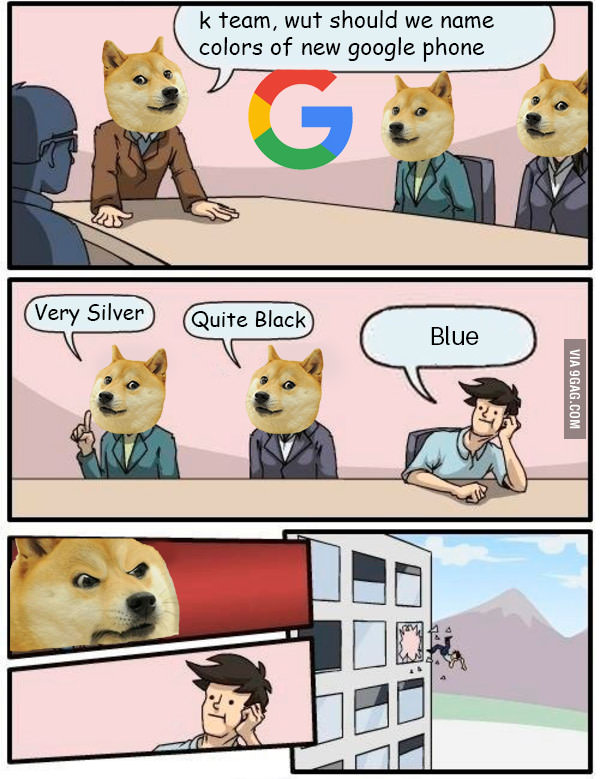 k team, wut should we name
colors of new google phone
G
Very Silver
Quite Black
Blue
VIA 9GAG.COM